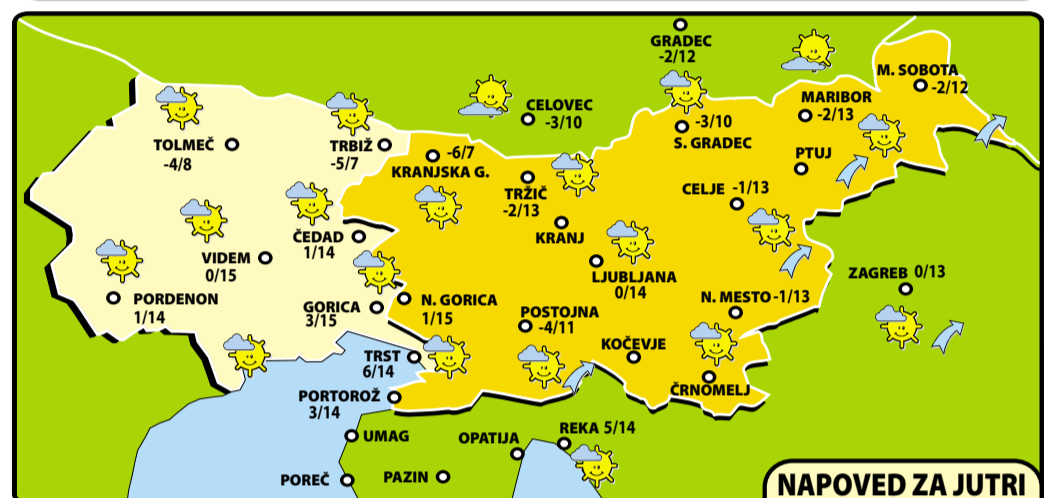 GRADEC
-2/12
M. SOBOTA
-2/12
CELOVEC
-3/10
MARIBOR
-2/13
-3/10
S. GRADEC
TOLMEČ
-4/8
TRBIŽ
-5/7
-6/7
KRANJSKA G.
PTUJ
TRŽIČ
-2/13
CELJE -1/13
KRANJ
ČEDAD
1/14
VIDEM
0/15
LJUBLJANA
0/14
ZAGREB 0/13
PORDENON
1/14
GORICA
3/15
N. GORICA
1/15
N. MESTO -1/13
POSTOJNA
-4/11
KOČEVJE
TRST
6/14
ČRNOMELJ
PORTOROŽ
3/14
UMAG
OPATIJA
REKA 5/14
POREČ
PAZIN
NAPOVED ZA JUTRI